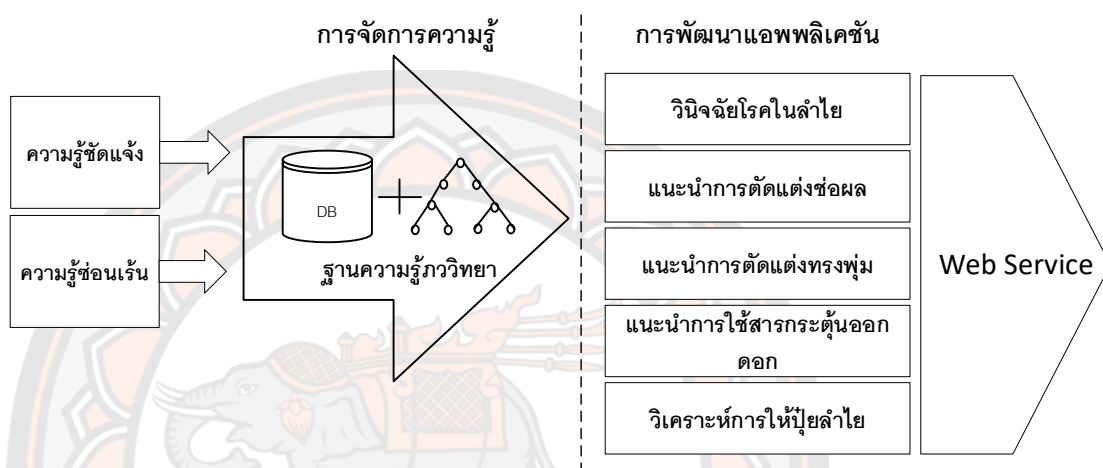 การจัดการความรู้
การพัฒนาแอพพลิเคชัน
ความรู้ชัดแจ้ง
ความรู้ซ่อนเร้น
DB
ฐานความรู้ภววิทยา
วินิจฉัยโรคในลำไย
แนะนำการตัดแต่งช่อผล
แนะนำการตัดแต่งทรงพุ่ม
แนะนำการใช้สารกระตุ้นออก
ดอก
วิเคราะห์การให้ปุ๋ยลำไย
Web Service